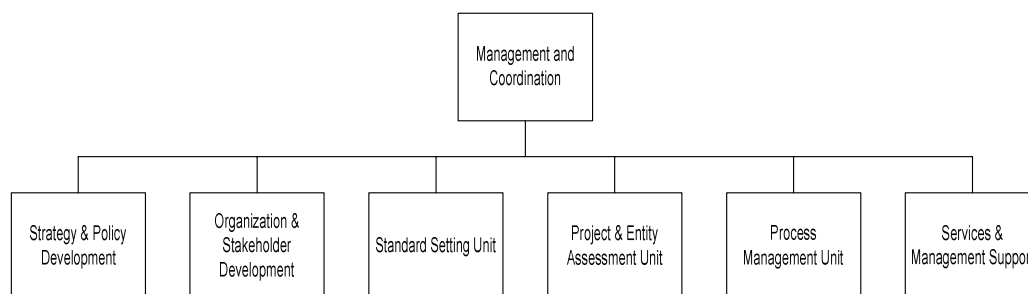 Management and
Coordination
Strategy & Policy
Development
Organization &
Stakeholder
Development
Standard Setting Unit
Project & Entity
Assessment Unit
Process
Management Unit
Services &
Management Suppor